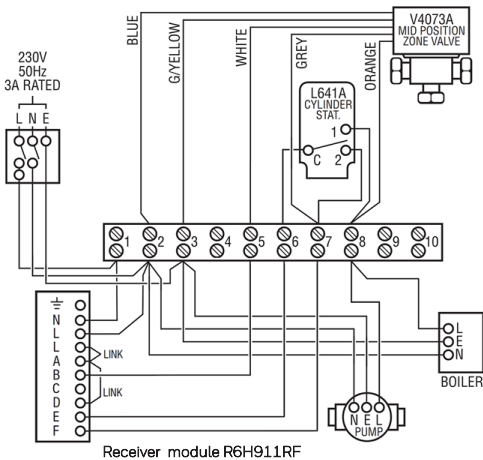 BLUE
G/YELLOW
WHITE
GREY
ORANGE
V4073A
MID POSITION
ZONE VALVE
230V
50Hz
3A RATED
L N E
L641A
CYLINDER
STAT.
1
C 2
1 2 3 4 5 6 7 8 9 10
N
L
L
A
B
C
D
E
F
LINK
LINK
N E L
PUMP
L
E
N
BOILER
Receiver module R6H911RF